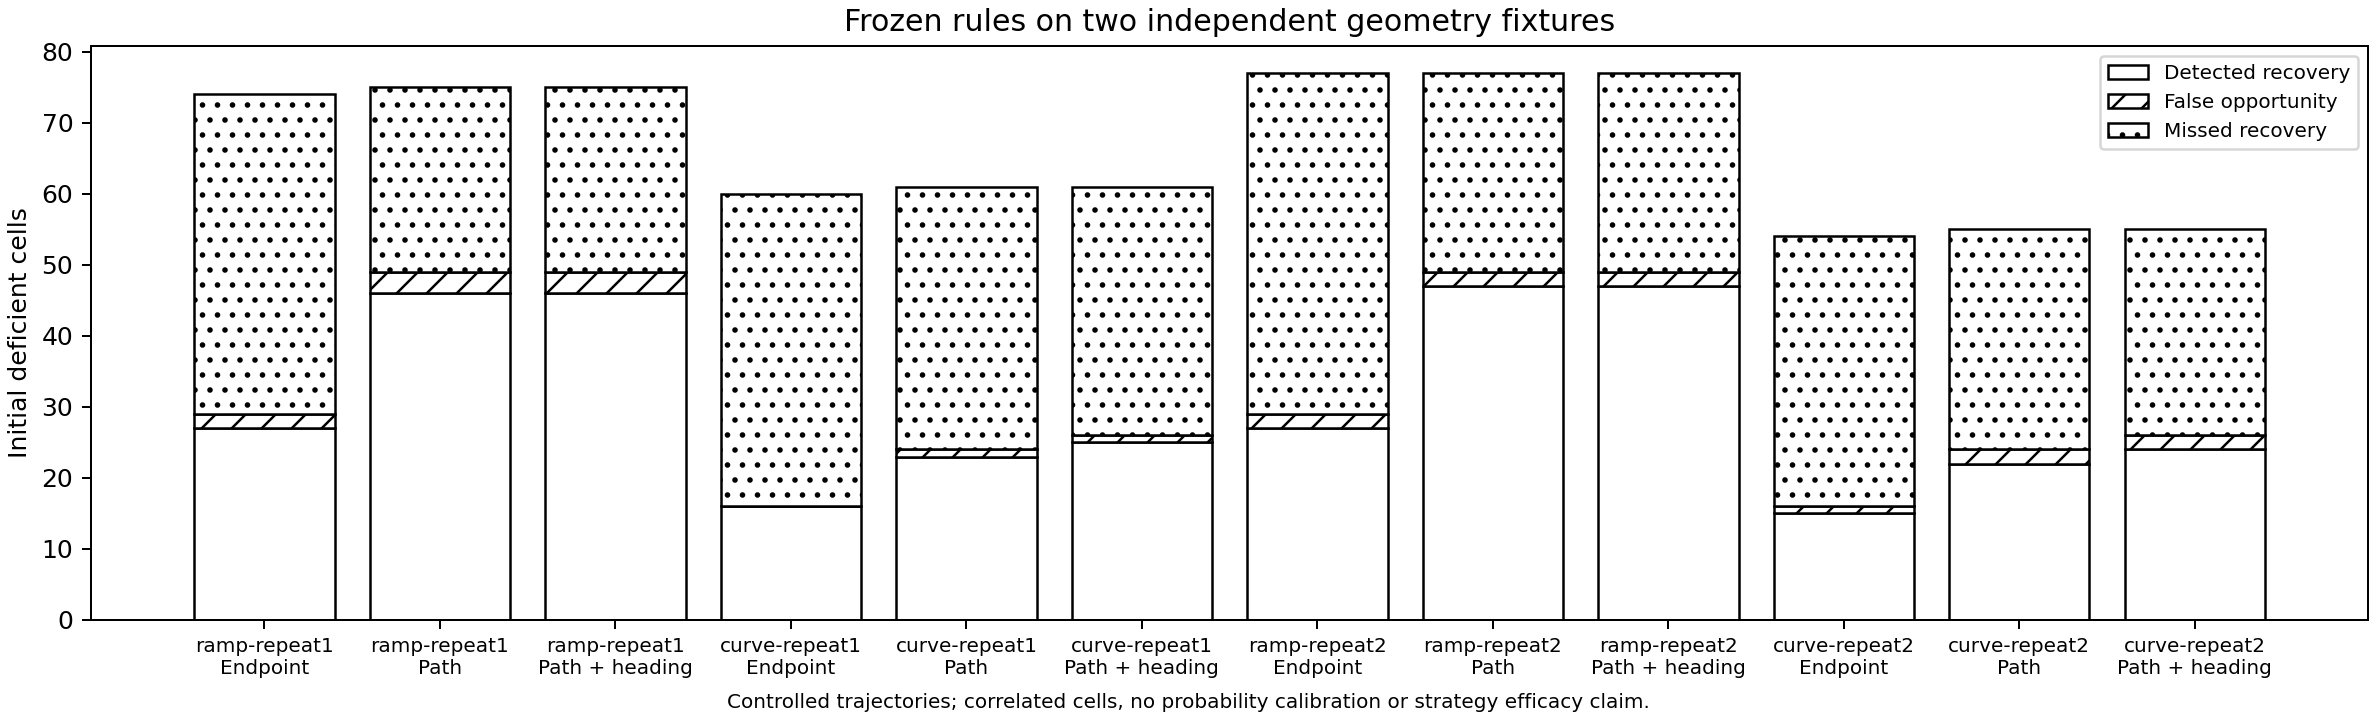 Frozen rules on two independent geometry fixtures
Initial deficient cells
80
70
60
50
40
30
20
10
0
Detected recovery
False opportunity
Missed recovery
ramp-repeat1
Endpoint
ramp-repeat1
Path
ramp-repeat1
Path + heading
curve-repeat1
Endpoint
curve-repeat1
Path
curve-repeat1
Path + heading
ramp-repeat2
Endpoint
ramp-repeat2
Path
ramp-repeat2
Path + heading
curve-repeat2
Endpoint
curve-repeat2
Path
curve-repeat2
Path + heading
Controlled trajectories; correlated cells, no probability calibration or strategy efficacy claim.